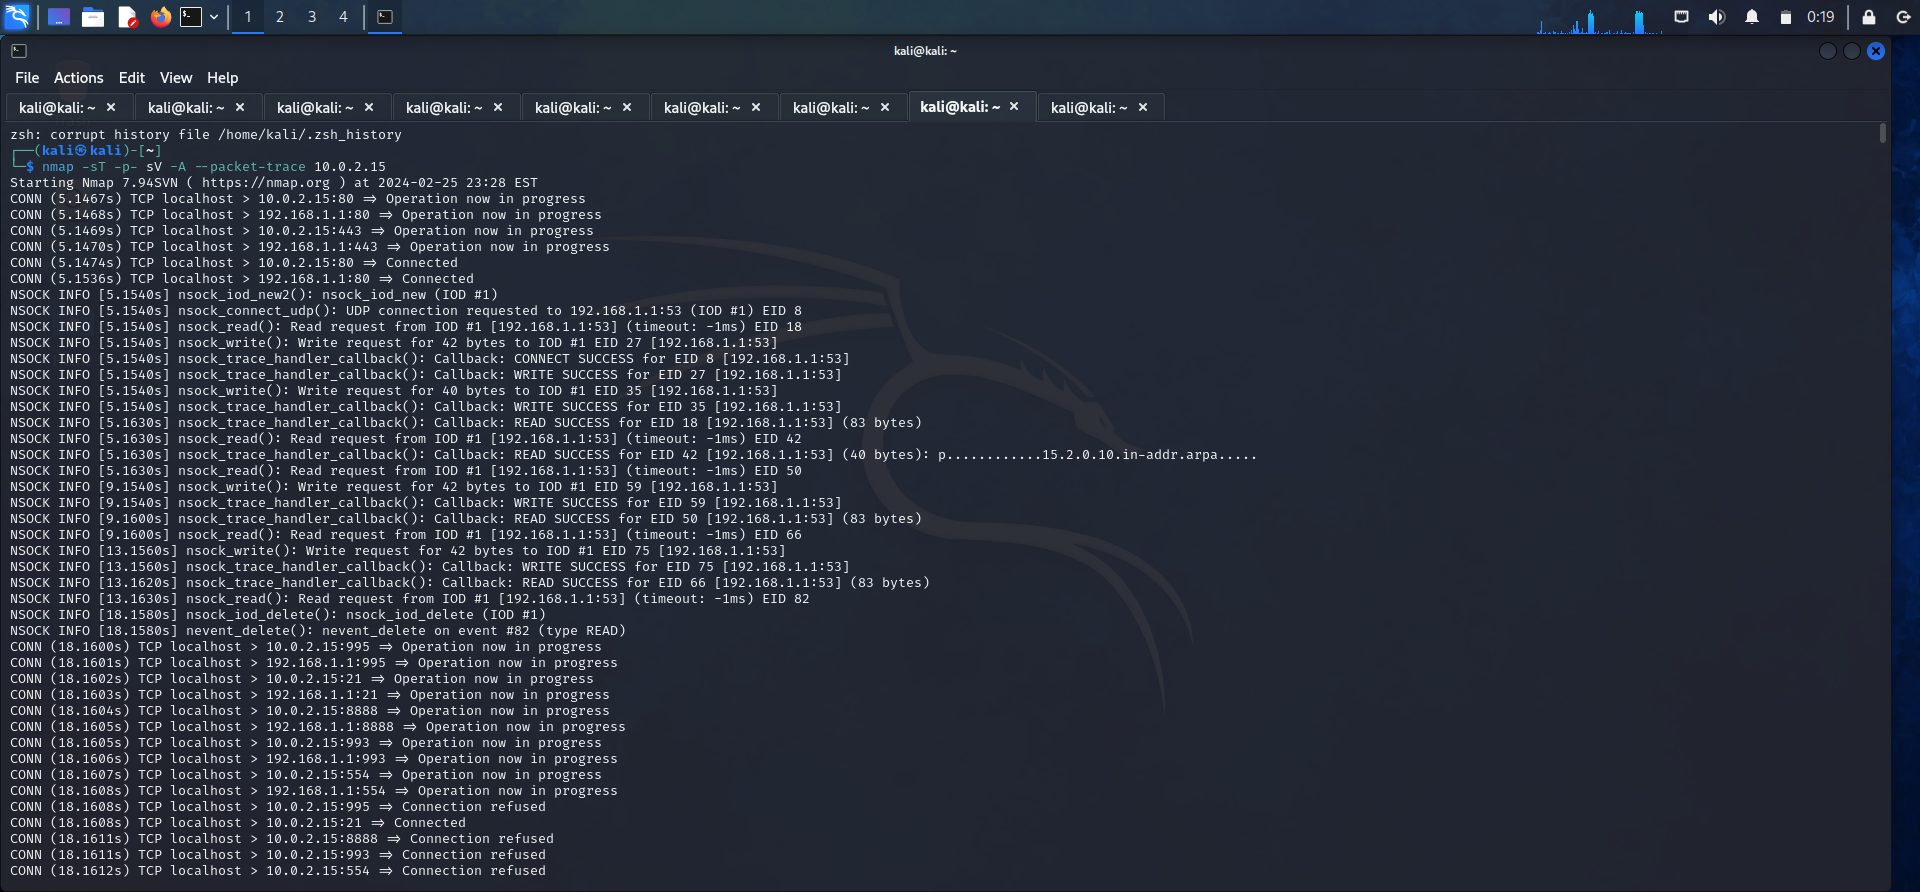 1 2 3 4 0:19
kali@kali: ~
File Actions Edit View Help
kali@kali: ~ × kali@kali: ~ × kali@kali: ~ × kali@kali: ~ × kali@kali: ~ × kali@kali: ~ × kali@kali: ~ × kali@kali: ~ × kali@kali: ~ ×
zsh: corrupt history file /home/kali/.zsh_history
┌──(kali㉿kali)-[~]
└─$ nmap -sT -p- sV -A --packet-trace 10.0.2.15
Starting Nmap 7.94SVN ( https://nmap.org ) at 2024-02-25 23:28 EST
CONN (5.1467s) TCP localhost > 10.0.2.15:80 => Operation now in progress
CONN (5.1468s) TCP localhost > 192.168.1.1:80 => Operation now in progress
CONN (5.1469s) TCP localhost > 10.0.2.15:443 => Operation now in progress
CONN (5.1470s) TCP localhost > 192.168.1.1:443 => Operation now in progress
CONN (5.1474s) TCP localhost > 10.0.2.15:80 => Connected
CONN (5.1536s) TCP localhost > 192.168.1.1:80 => Connected
NSOCK INFO [5.1540s] nsock_iod_new2(): nsock_iod_new (IOD #1)
NSOCK INFO [5.1540s] nsock_connect_udp(): UDP connection requested to 192.168.1.1:53 (IOD #1) EID 8
NSOCK INFO [5.1540s] nsock_read(): Read request from IOD #1 [192.168.1.1:53] (timeout: -1ms) EID 18
NSOCK INFO [5.1540s] nsock_write(): Write request for 42 bytes to IOD #1 EID 27 [192.168.1.1:53]
NSOCK INFO [5.1540s] nsock_trace_handler_callback(): Callback: CONNECT SUCCESS for EID 8 [192.168.1.1:53]
NSOCK INFO [5.1540s] nsock_trace_handler_callback(): Callback: WRITE SUCCESS for EID 27 [192.168.1.1:53]
NSOCK INFO [5.1540s] nsock_write(): Write request for 40 bytes to IOD #1 EID 35 [192.168.1.1:53]
NSOCK INFO [5.1540s] nsock_trace_handler_callback(): Callback: WRITE SUCCESS for EID 35 [192.168.1.1:53]
NSOCK INFO [5.1630s] nsock_trace_handler_callback(): Callback: READ SUCCESS for EID 18 [192.168.1.1:53] (83 bytes)
NSOCK INFO [5.1630s] nsock_read(): Read request from IOD #1 [192.168.1.1:53] (timeout: -1ms) EID 42
NSOCK INFO [5.1630s] nsock_trace_handler_callback(): Callback: READ SUCCESS for EID 42 [192.168.1.1:53] (40 bytes): p............15.2.0.10.in-addr.arpa.....
NSOCK INFO [5.1630s] nsock_read(): Read request from IOD #1 [192.168.1.1:53] (timeout: -1ms) EID 50
NSOCK INFO [9.1540s] nsock_write(): Write request for 42 bytes to IOD #1 EID 59 [192.168.1.1:53]
NSOCK INFO [9.1540s] nsock_trace_handler_callback(): Callback: WRITE SUCCESS for EID 59 [192.168.1.1:53]
NSOCK INFO [9.1600s] nsock_trace_handler_callback(): Callback: READ SUCCESS for EID 50 [192.168.1.1:53] (83 bytes)
NSOCK INFO [9.1600s] nsock_read(): Read request from IOD #1 [192.168.1.1:53] (timeout: -1ms) EID 66
NSOCK INFO [13.1560s] nsock_write(): Write request for 42 bytes to IOD #1 EID 75 [192.168.1.1:53]
NSOCK INFO [13.1560s] nsock_trace_handler_callback(): Callback: WRITE SUCCESS for EID 75 [192.168.1.1:53]
NSOCK INFO [13.1620s] nsock_trace_handler_callback(): Callback: READ SUCCESS for EID 66 [192.168.1.1:53] (83 bytes)
NSOCK INFO [13.1630s] nsock_read(): Read request from IOD #1 [192.168.1.1:53] (timeout: -1ms) EID 82
NSOCK INFO [18.1580s] nsock_iod_delete(): nsock_iod_delete (IOD #1)
NSOCK INFO [18.1580s] nevent_delete(): nevent_delete on event #82 (type READ)
CONN (18.1600s) TCP localhost > 10.0.2.15:995 => Operation now in progress
CONN (18.1601s) TCP localhost > 192.168.1.1:995 => Operation now in progress
CONN (18.1602s) TCP localhost > 10.0.2.15:21 => Operation now in progress
CONN (18.1603s) TCP localhost > 192.168.1.1:21 => Operation now in progress
CONN (18.1604s) TCP localhost > 10.0.2.15:8888 => Operation now in progress
CONN (18.1605s) TCP localhost > 192.168.1.1:8888 => Operation now in progress
CONN (18.1605s) TCP localhost > 10.0.2.15:993 => Operation now in progress
CONN (18.1606s) TCP localhost > 192.168.1.1:993 => Operation now in progress
CONN (18.1607s) TCP localhost > 10.0.2.15:554 => Operation now in progress
CONN (18.1608s) TCP localhost > 192.168.1.1:554 => Operation now in progress
CONN (18.1608s) TCP localhost > 10.0.2.15:995 => Connection refused
CONN (18.1608s) TCP localhost > 10.0.2.15:21 => Connected
CONN (18.1611s) TCP localhost > 10.0.2.15:8888 => Connection refused
CONN (18.1611s) TCP localhost > 10.0.2.15:993 => Connection refused
CONN (18.1612s) TCP localhost > 10.0.2.15:554 => Connection refused